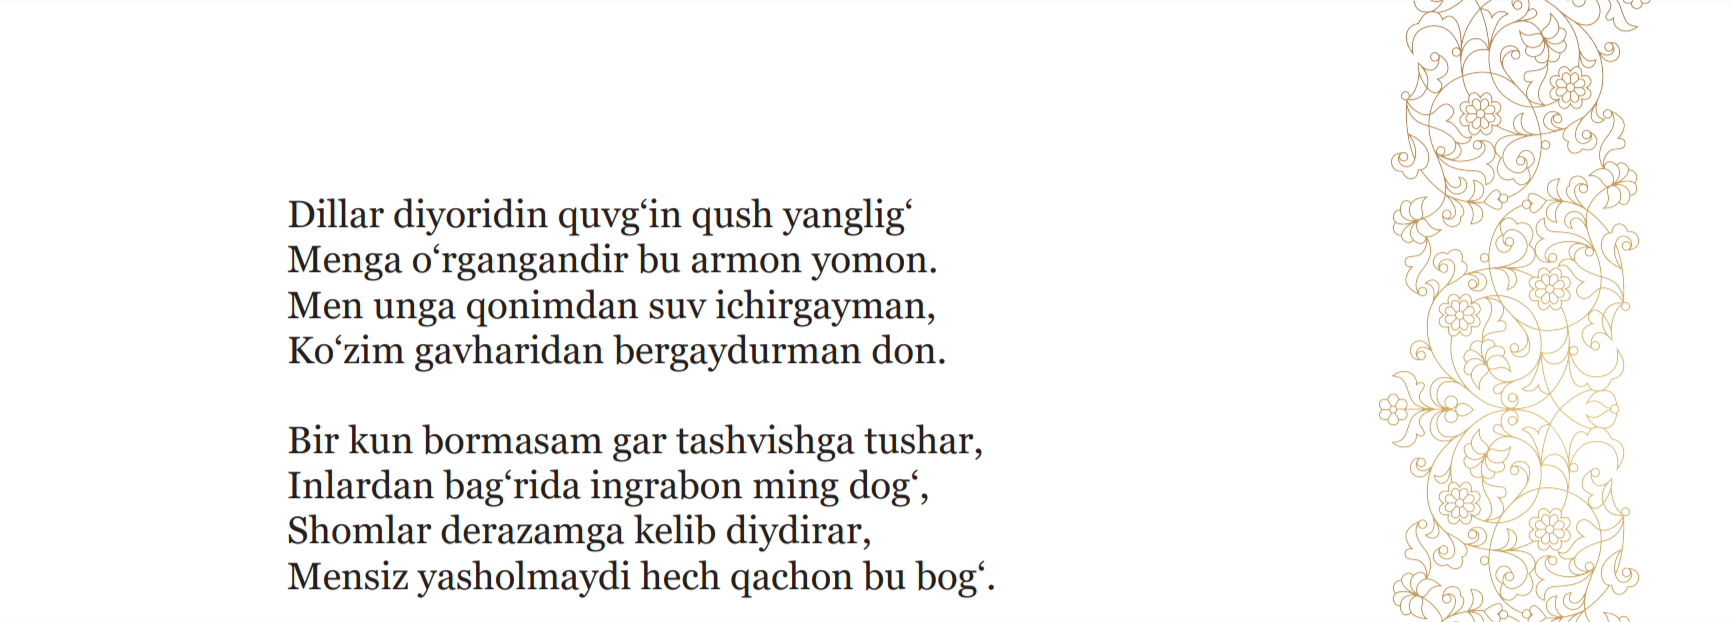 Dillar diyoridin quvg‘in qush yanglig‘
Menga o‘rgangandir bu armon yomon.
Men unga qonimdan suv ichirgayman,
Ko‘zim gavharidan bergaydurman don.

Bir kun bormasam gar tashvishga tushar,
Inlardan bag‘rida ingrabon ming dog‘,
Shomlar derazamga kelib diydirar,
Mensiz yasholmaydi hech qachon bu bog‘.